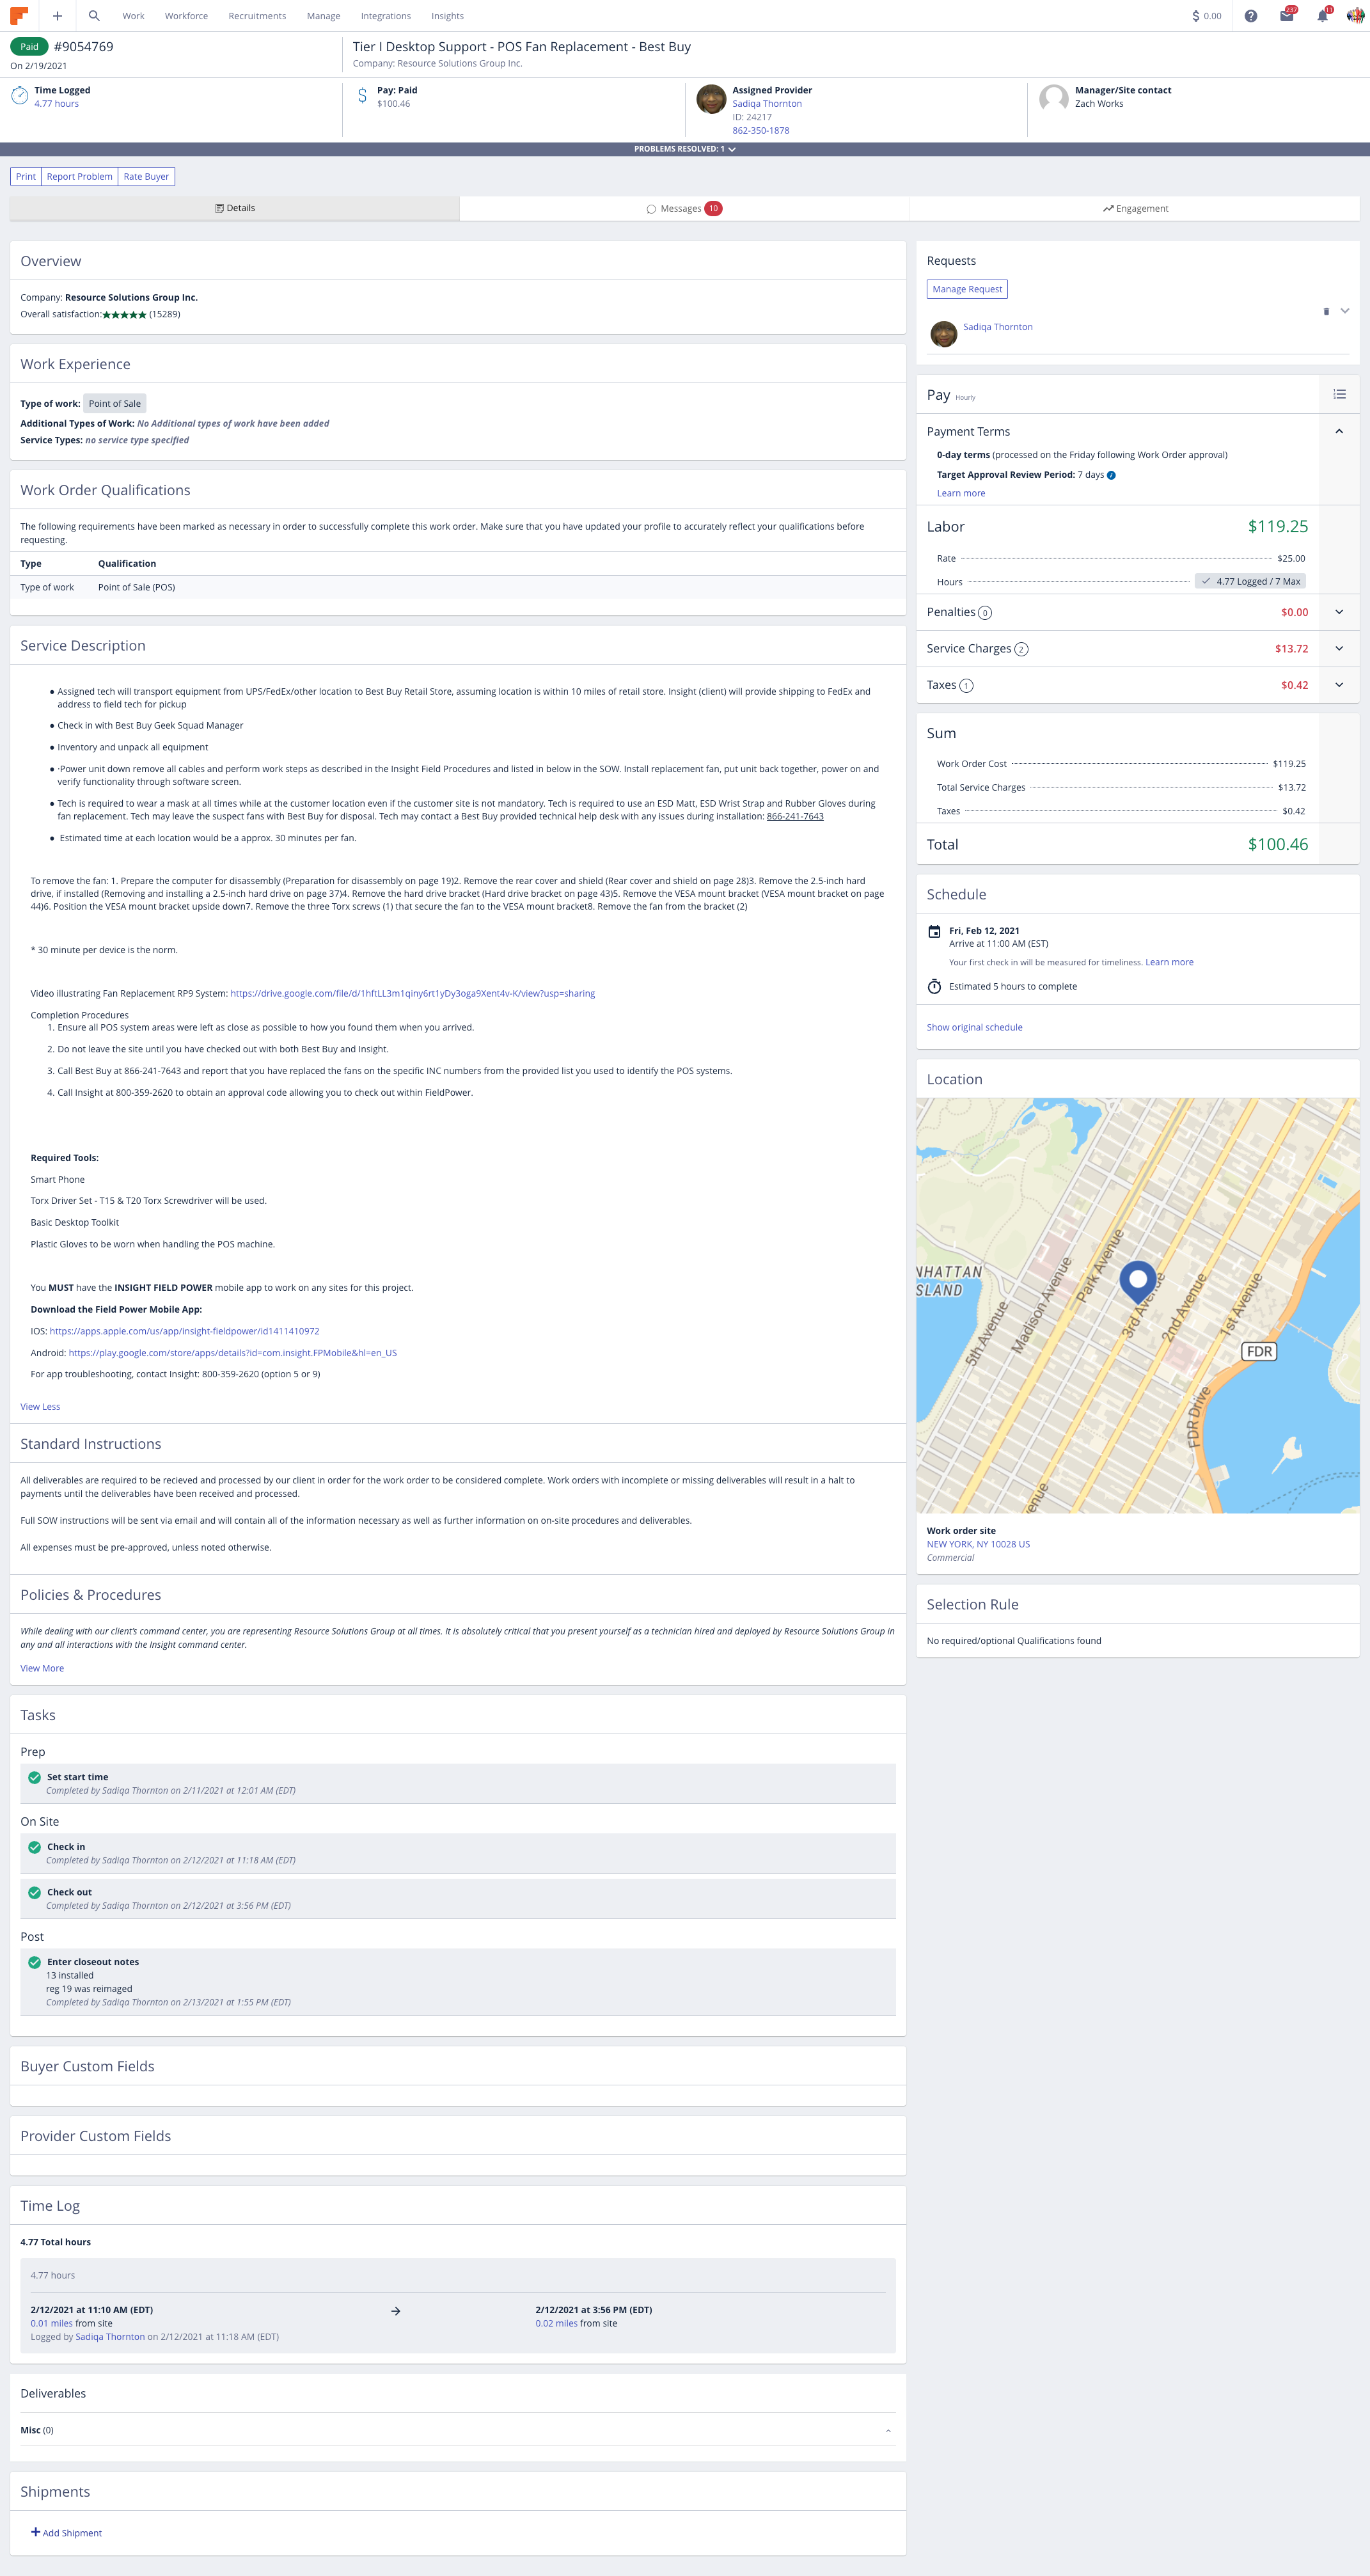 Work Workforce Recruitments Manage Integrations Insights $ 0.00 237 11
Paid #9054769
On 2/19/2021
Tier I Desktop Support - POS Fan Replacement - Best Buy
Company: Resource Solutions Group Inc.
Time Logged
4.77 hours
Pay: Paid
$100.46
Assigned Provider
Sadiqa Thornton
ID: 24217
862-350-1878
Manager/Site contact
Zach Works
PROBLEMS RESOLVED: 1
Print Report Problem Rate Buyer
Details Messages 10 Engagement
Overview
Company: Resource Solutions Group Inc.
Overall satisfaction:★★★★★ (15289)
Work Experience
Type of work: Point of Sale
Additional Types of Work: No Additional types of work have been added
Service Types: no service type specified
Work Order Qualifications
The following requirements have been marked as necessary in order to successfully complete this work order. Make sure that you have updated your profile to accurately reflect your qualifications before
requesting.
Type Qualification
Type of work Point of Sale (POS)
Service Description
• Assigned tech will transport equipment from UPS/FedEx/other location to Best Buy Retail Store, assuming location is within 10 miles of retail store. Insight (client) will provide shipping to FedEx and
address to field tech for pickup
• Check in with Best Buy Geek Squad Manager
• Inventory and unpack all equipment
• ·Power unit down remove all cables and perform work steps as described in the Insight Field Procedures and listed in below in the SOW. Install replacement fan, put unit back together, power on and
verify functionality through software screen.
• Tech is required to wear a mask at all times while at the customer location even if the customer site is not mandatory. Tech is required to use an ESD Matt, ESD Wrist Strap and Rubber Gloves during
fan replacement. Tech may leave the suspect fans with Best Buy for disposal. Tech may contact a Best Buy provided technical help desk with any issues during installation: 866-241-7643
• Estimated time at each location would be a approx. 30 minutes per fan.
To remove the fan: 1. Prepare the computer for disassembly (Preparation for disassembly on page 19)2. Remove the rear cover and shield (Rear cover and shield on page 28)3. Remove the 2.5-inch hard
drive, if installed (Removing and installing a 2.5-inch hard drive on page 37)4. Remove the hard drive bracket (Hard drive bracket on page 43)5. Remove the VESA mount bracket (VESA mount bracket on page
44)6. Position the VESA mount bracket upside down7. Remove the three Torx screws (1) that secure the fan to the VESA mount bracket8. Remove the fan from the bracket (2)
* 30 minute per device is the norm.
Video illustrating Fan Replacement RP9 System: https://drive.google.com/file/d/1hftLL3m1qiny6rt1yDy3oga9Xent4v-K/view?usp=sharing
Completion Procedures
1. Ensure all POS system areas were left as close as possible to how you found them when you arrived.
2. Do not leave the site until you have checked out with both Best Buy and Insight.
3. Call Best Buy at 866-241-7643 and report that you have replaced the fans on the specific INC numbers from the provided list you used to identify the POS systems.
4. Call Insight at 800-359-2620 to obtain an approval code allowing you to check out within FieldPower.
Required Tools:
Smart Phone
Torx Driver Set - T15 & T20 Torx Screwdriver will be used.
Basic Desktop Toolkit
Plastic Gloves to be worn when handling the POS machine.
You MUST have the INSIGHT FIELD POWER mobile app to work on any sites for this project.
Download the Field Power Mobile App:
IOS: https://apps.apple.com/us/app/insight-fieldpower/id1411410972
Android: https://play.google.com/store/apps/details?id=com.insight.FPMobile&hl=en_US
For app troubleshooting, contact Insight: 800-359-2620 (option 5 or 9)
View Less
Standard Instructions
All deliverables are required to be recieved and processed by our client in order for the work order to be considered complete. Work orders with incomplete or missing deliverables will result in a halt to
payments until the deliverables have been received and processed.
Full SOW instructions will be sent via email and will contain all of the information necessary as well as further information on on-site procedures and deliverables.
All expenses must be pre-approved, unless noted otherwise.
Policies & Procedures
While dealing with our client's command center, you are representing Resource Solutions Group at all times. It is absolutely critical that you present yourself as a technician hired and deployed by Resource Solutions Group in
any and all interactions with the Insight command center.
View More
Tasks
Prep
Set start time
Completed by Sadiqa Thornton on 2/11/2021 at 12:01 AM (EDT)
On Site
Check in
Completed by Sadiqa Thornton on 2/12/2021 at 11:18 AM (EDT)
Check out
Completed by Sadiqa Thornton on 2/12/2021 at 3:56 PM (EDT)
Post
Enter closeout notes
13 installed
reg 19 was reimaged
Completed by Sadiqa Thornton on 2/13/2021 at 1:55 PM (EDT)
Buyer Custom Fields
Provider Custom Fields
Time Log
4.77 Total hours
4.77 hours
2/12/2021 at 11:10 AM (EDT) → 2/12/2021 at 3:56 PM (EDT)
0.01 miles from site 0.02 miles from site
Logged by Sadiqa Thornton on 2/12/2021 at 11:18 AM (EDT)
Deliverables
Misc (0)
Shipments
+ Add Shipment
Requests
Manage Request
Sadiqa Thornton
Pay Hourly
Payment Terms
0-day terms (processed on the Friday following Work Order approval)
Target Approval Review Period: 7 days
Learn more
Labor $119.25
Rate $25.00
Hours 4.77 Logged / 7 Max
Penalties 0 $0.00
Service Charges 2 $13.72
Taxes 1 $0.42
Sum
Work Order Cost $119.25
Total Service Charges $13.72
Taxes $0.42
Total $100.46
Schedule
Fri, Feb 12, 2021
Arrive at 11:00 AM (EST)
Your first check in will be measured for timeliness. Learn more
Estimated 5 hours to complete
Show original schedule
Location
NHATTAN
SLAND
5th Avenue
Madison Avenue
Park Avenue
3rd Avenue
2nd Avenue
1st Avenue
FDR
FDR Drive
venue
Work order site
NEW YORK, NY 10028 US
Commercial
Selection Rule
No required/optional Qualifications found